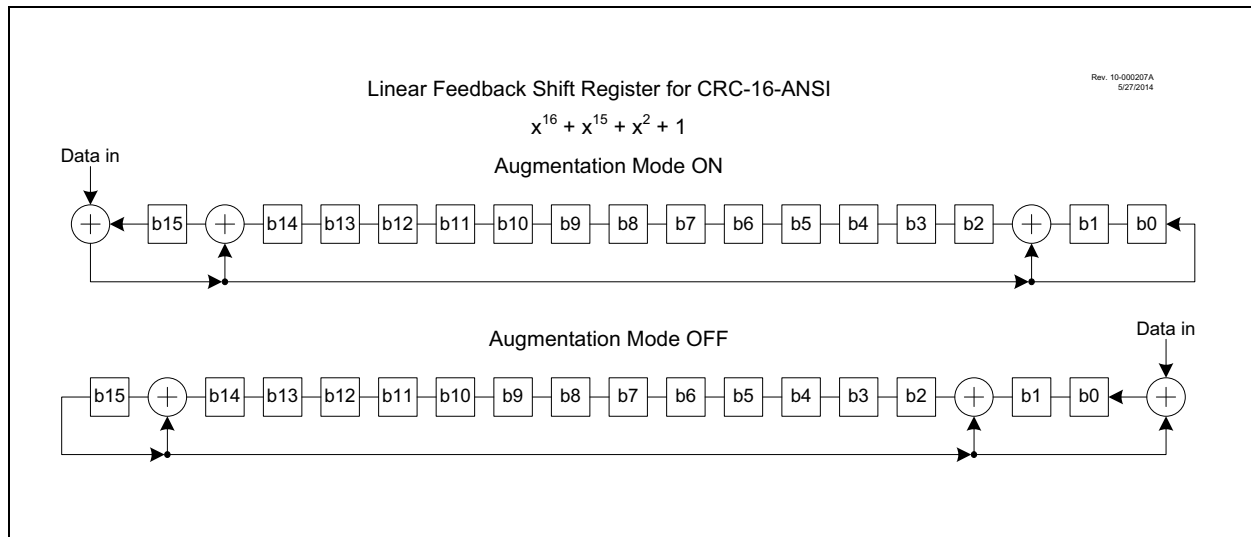 Linear Feedback Shift Register for CRC-16-ANSI
Rev. 10-000207A
5/27/2014
x^16 + x^15 + x^2 + 1
Augmentation Mode ON
Data in
+ b15 + b14 b13 b12 b11 b10 b9 b8 b7 b6 b5 b4 b3 b2 + b1 b0
Augmentation Mode OFF
Data in
b15 + b14 b13 b12 b11 b10 b9 b8 b7 b6 b5 b4 b3 b2 + b1 b0 +